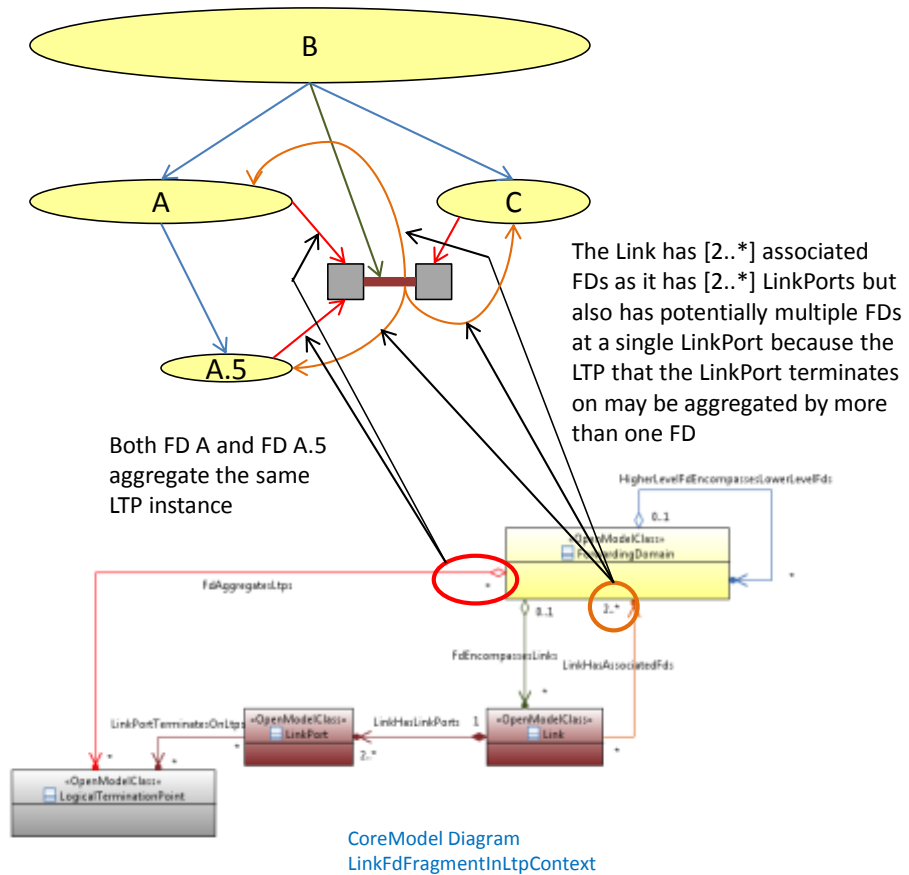 B
A
C
A.5
The Link has [2..*] associated
FDs as it has [2..*] LinkPorts but
also has potentially multiple FDs
at a single LinkPort because the
LTP that the LinkPort terminates
on may be aggregated by more
than one FD
Both FD A and FD A.5
aggregate the same
LTP instance
HigherLevelFdEncompassesLowerLevelFds
0..1
«OpenModelClass»
ForwardingDomain
*
*
FdAggregatesLtps
0..1
2..*
FdEncompassesLinks
LinkHasAssociatedFds
*
LinkPortTerminatesOnLtps
«OpenModelClass»
LinkPort
LinkHasLinkPorts
1
«OpenModelClass»
Link
*
2..*
*
*
*
«OpenModelClass»
LogicalTerminationPoint
CoreModel Diagram
LinkFdFragmentInLtpContext